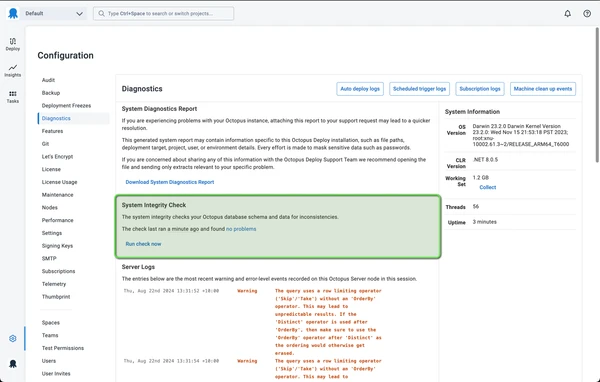 Default
Type Ctrl+Space to search or switch projects...
Deploy
Insights
Tasks
Configuration
Audit
Backup
Deployment Freezes
Diagnostics
Features
Git
Let's Encrypt
License
License Usage
Maintenance
Nodes
Performance
Settings
Signing Keys
SMTP
Subscriptions
Telemetry
Thumbprint
Spaces
Teams
Test Permissions
Users
User Invites
Diagnostics
Auto deploy logs
Scheduled trigger logs
Subscription logs
Machine clean up events
System Diagnostics Report
If you are experiencing problems with your Octopus instance, attaching this report to your support request may lead to a quicker
resolution.
This generated system report may contain information specific to this Octopus Deploy installation, such as file paths,
deployment target, project, user, or environment details. Every effort is made to mask sensitive data such as passwords.
If you are concerned about sharing any of this information with the Octopus Deploy Support Team we recommend opening the
file and sending only extracts relevant to your specific problem.
Download System Diagnostics Report
System Integrity Check
The system integrity checks your Octopus database schema and data for inconsistencies.
The check last ran a minute ago and found no problems
Run check now
Server Logs
The entries below are the most recent warning and error-level events recorded on this Octopus Server node in this session.
Thu, Aug 22nd 2024 13:31:52 +10:00 Warning The query uses a row limiting operator
('Skip'/'Take') without an 'OrderBy'
operator. This may lead to
unpredictable results. If the
'Distinct' operator is used after
'OrderBy', then make sure to use the
'OrderBy' operator after 'Distinct' as
the ordering would otherwise get
erased.
Thu, Aug 22nd 2024 13:31:54 +10:00 Warning The query uses a row limiting operator
('Skip'/'Take') without an 'OrderBy'
operator. This may lead to
System Information
OS Version Darwin 23.2.0 Darwin Kernel Version
23.2.0: Wed Nov 15 21:53:18 PST 2023;
root:xnu-
10002.61.3~2/RELEASE_ARM64_T6000
CLR Version .NET 8.0.5
Working Set 1.2 GB
Collect
Threads 56
Uptime 3 minutes